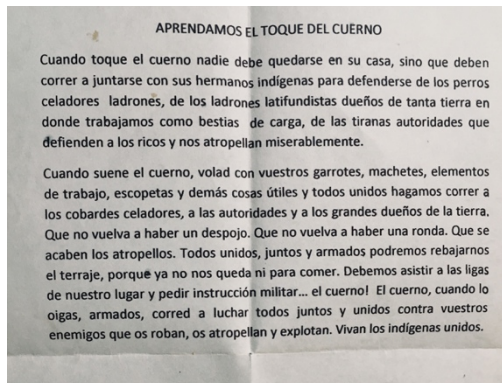 APRENDAMOS EL TOQUE DEL CUERNO
Cuando toque el cuerno nadie debe quedarse en su casa, sino que deben
correr a juntarse con sus hermanos indígenas para defenderse de los perros
celadores ladrones, de los ladrones latifundistas dueños de tanta tierra en
donde trabajamos como bestias de carga, de las tiranas autoridades que
defienden a los ricos y nos atropellan miserablemente.
Cuando suene el cuerno, volad con vuestros garrotes, machetes, elementos
de trabajo, escopetas y demás cosas útiles y todos unidos hagamos correr a
los cobardes celadores, a las autoridades y a los grandes dueños de la tierra.
Que no vuelva a haber un despojo. Que no vuelva a haber una ronda. Que se
acaben los atropellos. Todos unidos, juntos y armados podremos rebajarnos
el terraje, porque ya no nos queda ni para comer. Debemos asistir a las ligas
de nuestro lugar y pedir instrucción militar... el cuerno! El cuerno, cuando lo
oigas, armados, corred a luchar todos juntos y unidos contra vuestros
enemigos que os roban, os atropellan y explotan. Vivan los indígenas unidos.